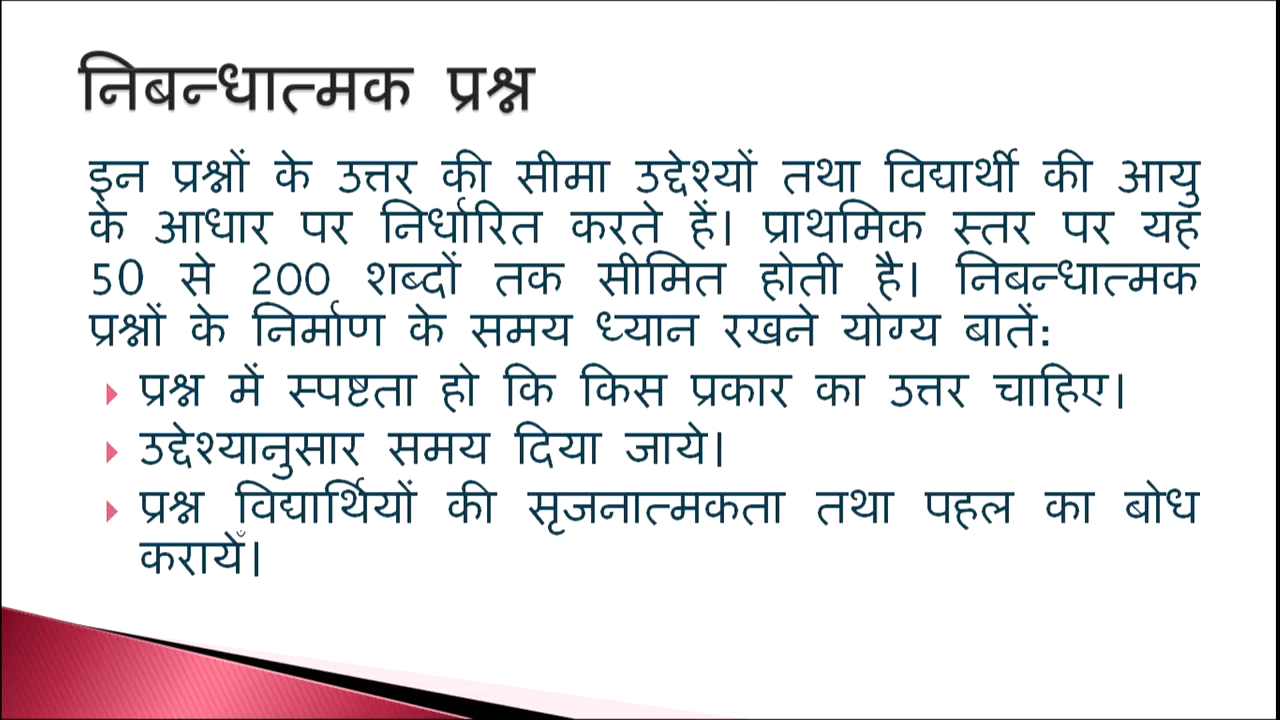 निबन्धात्मक प्रश्न
इन प्रश्नों के उत्तर की सीमा उद्देश्यों तथा विद्यार्थी की आयु
के आधार पर निर्धारित करते हें। प्राथमिक स्तर पर यह
50 से 200 शब्दों तक सीमित होती है। निबन्धात्मक
प्रश्नों के निर्माण के समय ध्यान रखने योग्य बातें:
प्रश्न में स्पष्टता हो कि किस प्रकार का उत्तर चाहिए।
उद्देश्यानुसार समय दिया जाये।
प्रश्न विद्यार्थियों की सृजनात्मकता तथा पहल का बोध
करायेँ।